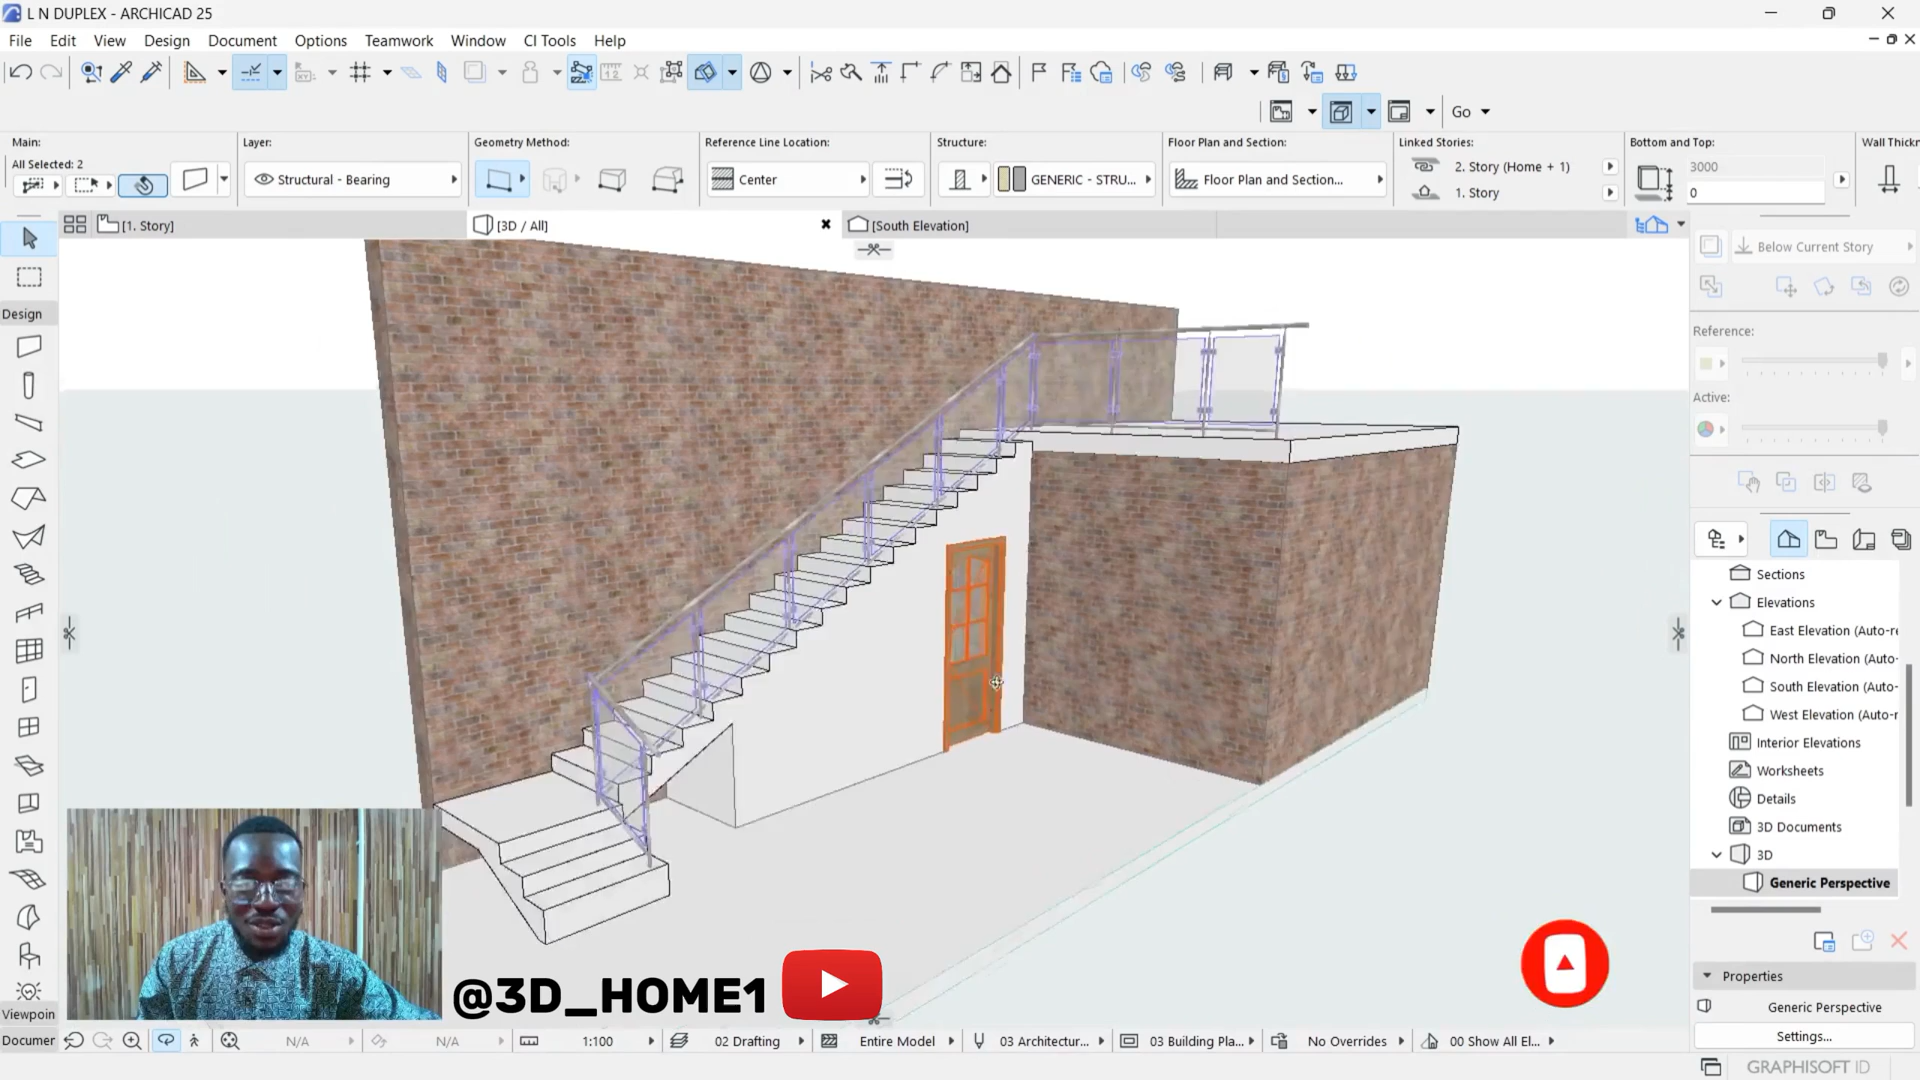 L N DUPLEX - ARCHICAD 25
File Edit View Design Document Options Teamwork Window CI Tools Help
Go
Main:
All Selected: 2
Layer:
Structural - Bearing
Geometry Method:
Reference Line Location:
Center
Structure:
GENERIC - STRU...
Floor Plan and Section:
Floor Plan and Section...
Linked Stories:
2. Story (Home + 1)
1. Story
Bottom and Top:
3000
0
Wall Thickn
[1. Story]
[3D / All]
[South Elevation]
Design
Viewpoin
Documer
Below Current Story
Reference:
Active:
Sections
Elevations
East Elevation (Auto-re
North Elevation (Auto-
South Elevation (Auto-
West Elevation (Auto-r
Interior Elevations
Worksheets
Details
3D Documents
3D
Generic Perspective
Properties
Generic Perspective
Settings...
@3D_HOME1
N/A
N/A
1:100
02 Drafting
Entire Model
03 Architectur...
03 Building Pla...
No Overrides
00 Show All El...
GRAPHISOFT ID